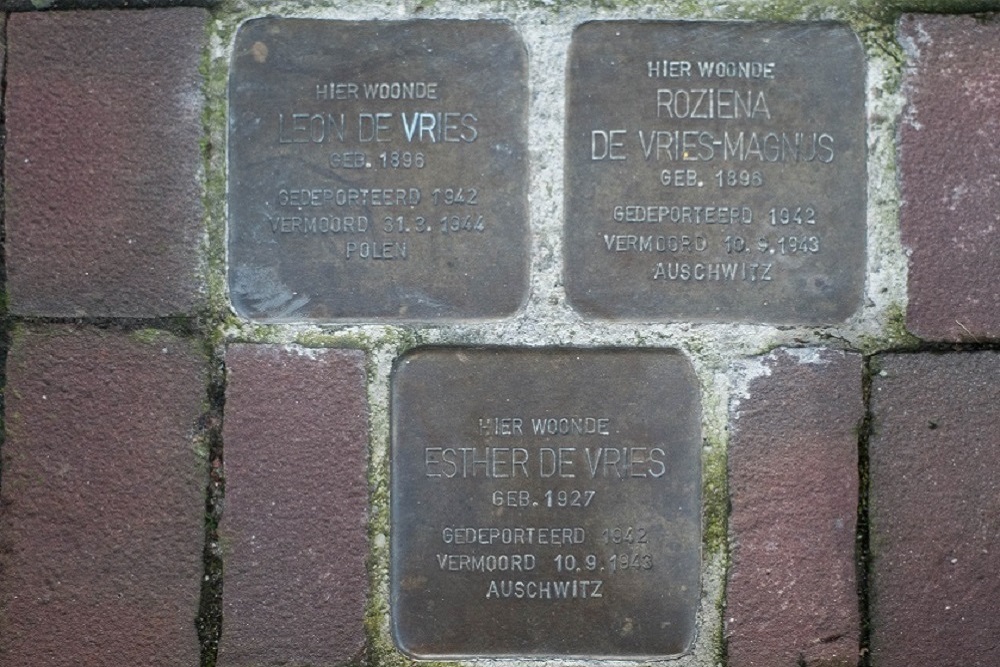 HIER WOONDE
LEON DE VRIES
GEB. 1896
GEDEPORTEERD 1942
VERMOORD 31.3.1944
POLEN
HIER WOONDE
ROZIENA
DE VRIES-MAGNUS
GEB. 1896
GEDEPORTEERD 1942
VERMOORD 10.9.1943
AUSCHWITZ
HIER WOONDE
ESTHER DE VRIES
GEB. 1927
GEDEPORTEERD 1942
VERMOORD 10.9.1943
AUSCHWITZ